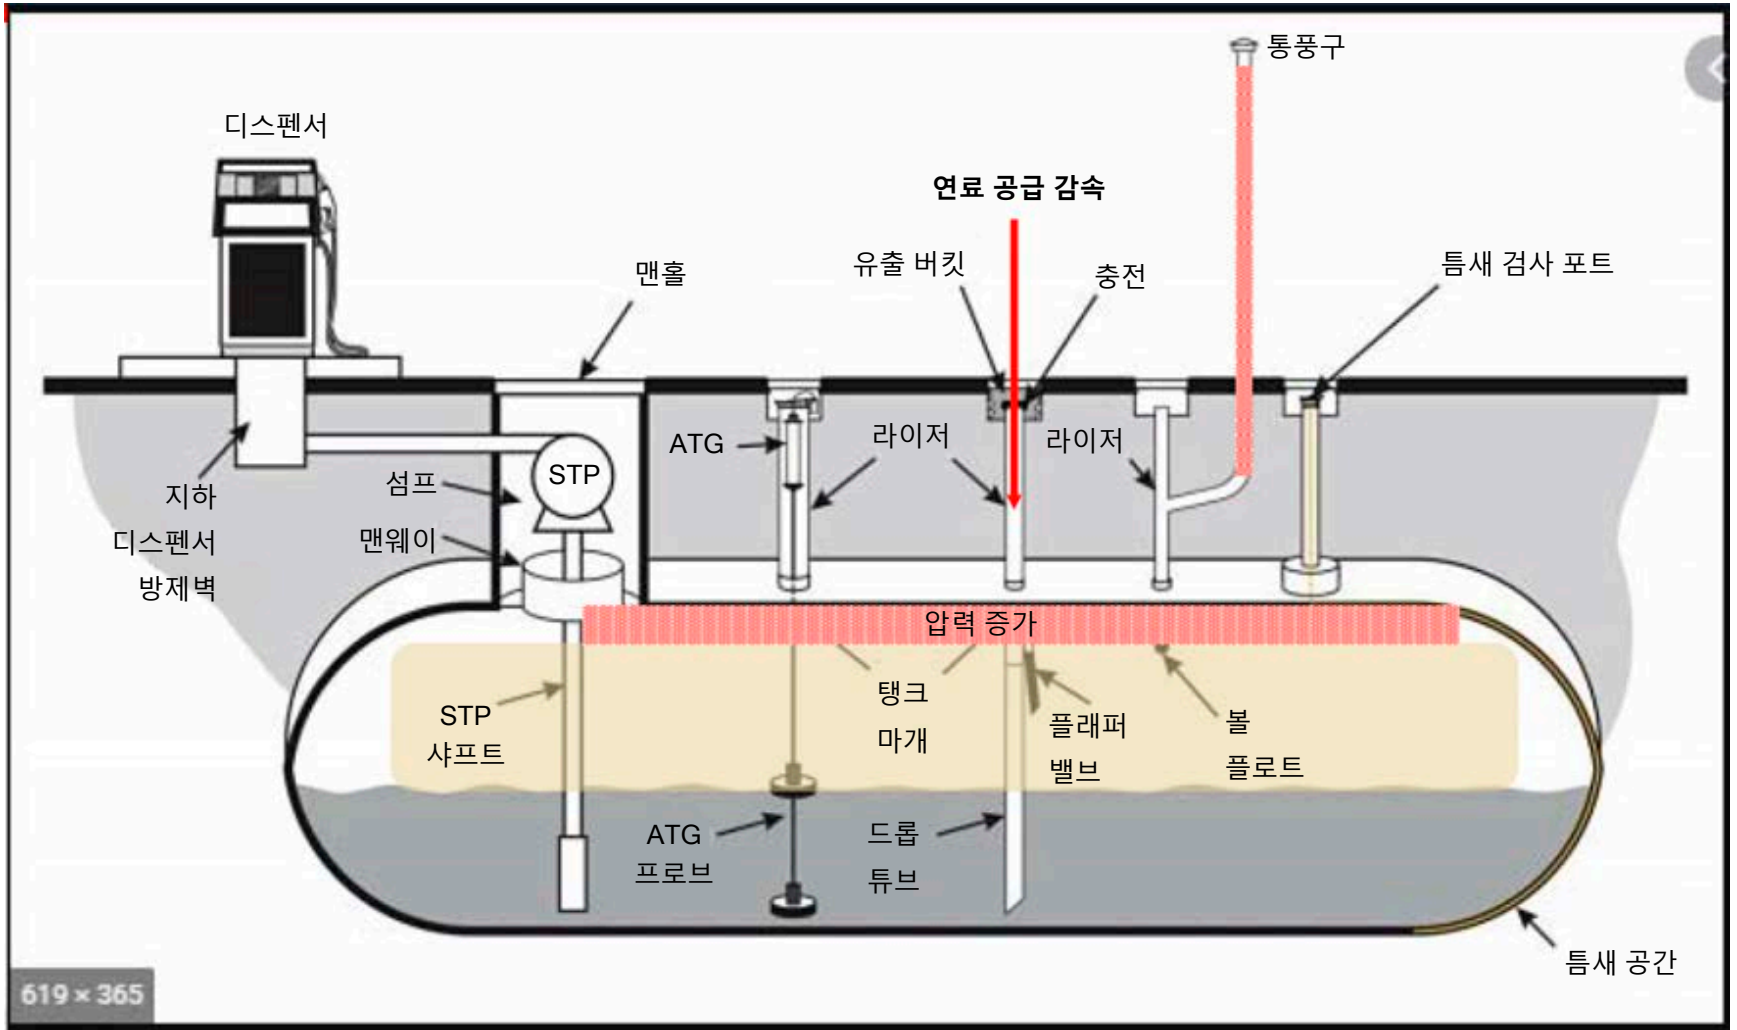 통풍구
디스펜서
연료 공급 감속
유출 버킷
충전
틈새 검사 포트
맨홀
ATG
라이저
라이저
섬프
STP
지하
디스펜서
방제벽
맨웨이
압력 증가
STP
샤프트
탱크
마개
플래퍼
밸브
볼
플로트
ATG
프로브
드롭
튜브
틈새 공간
619 × 365